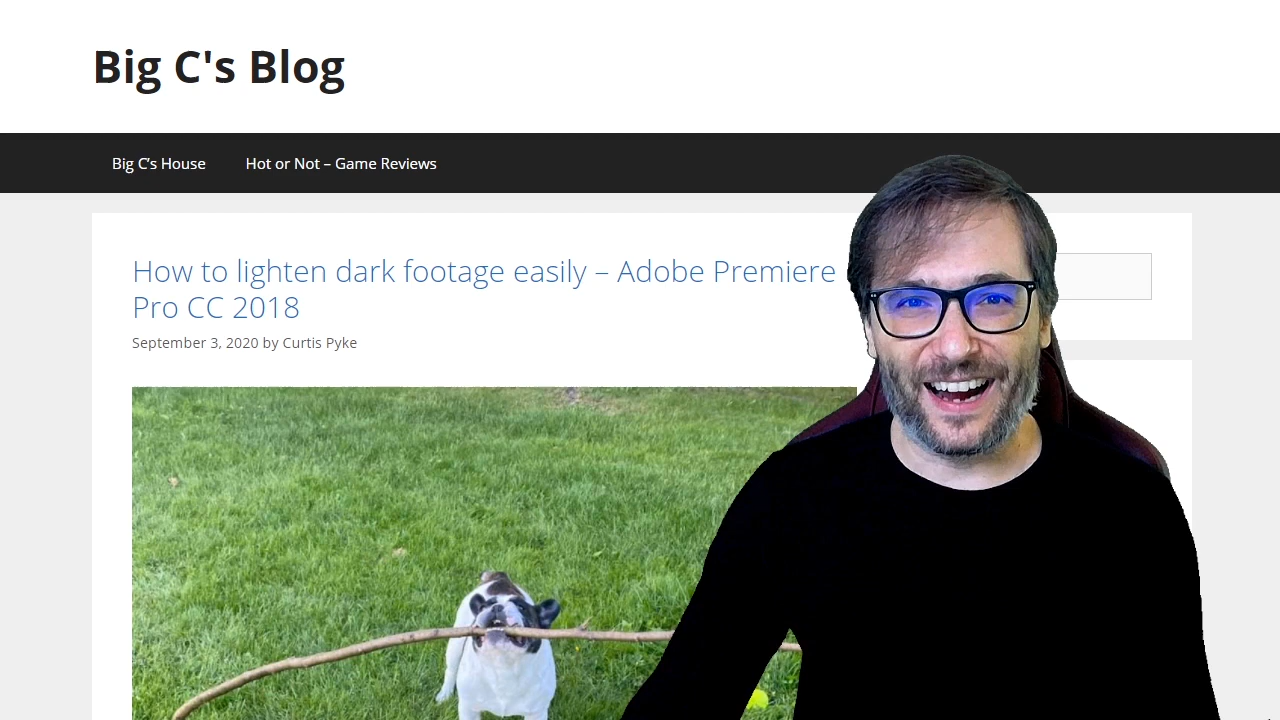 Big C's Blog
Big C’s House
Hot or Not – Game Reviews
How to lighten dark footage easily – Adobe Premiere
Pro CC 2018
September 3, 2020 by Curtis Pyke